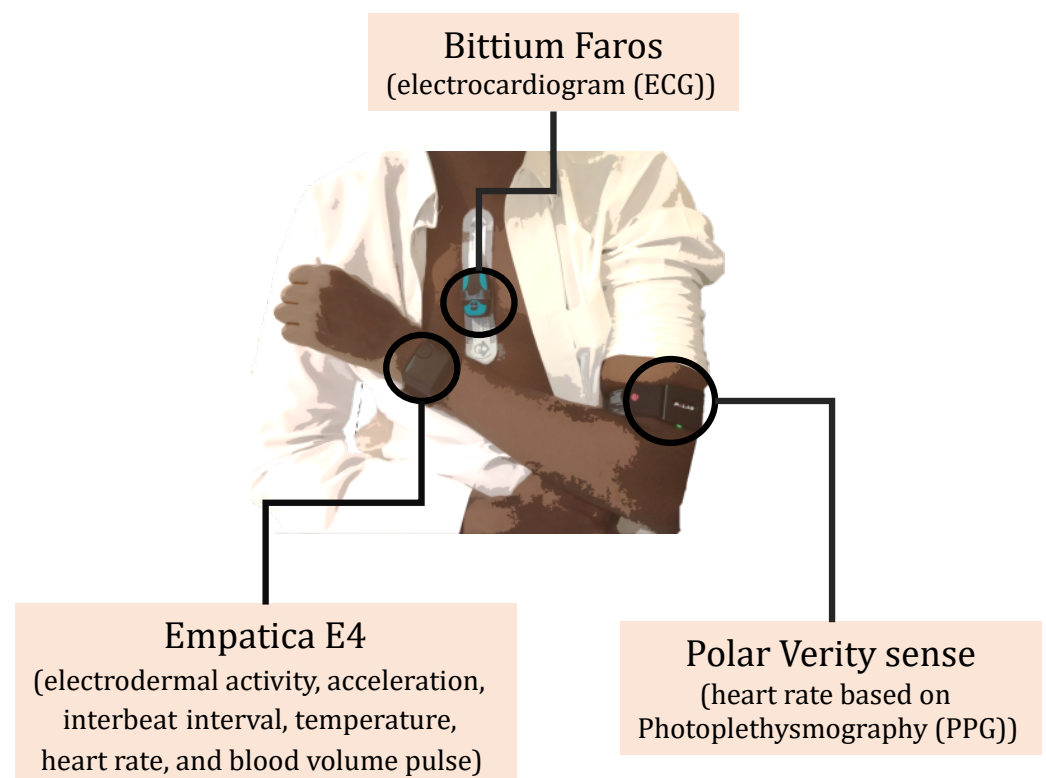 Bittium Faros
(electrocardiogram (ECG))
POLAR
Empatica E4
(electrodermal activity, acceleration,
interbeat interval, temperature,
heart rate, and blood volume pulse)
Polar Verity sense
(heart rate based on
Photoplethysmography (PPG))